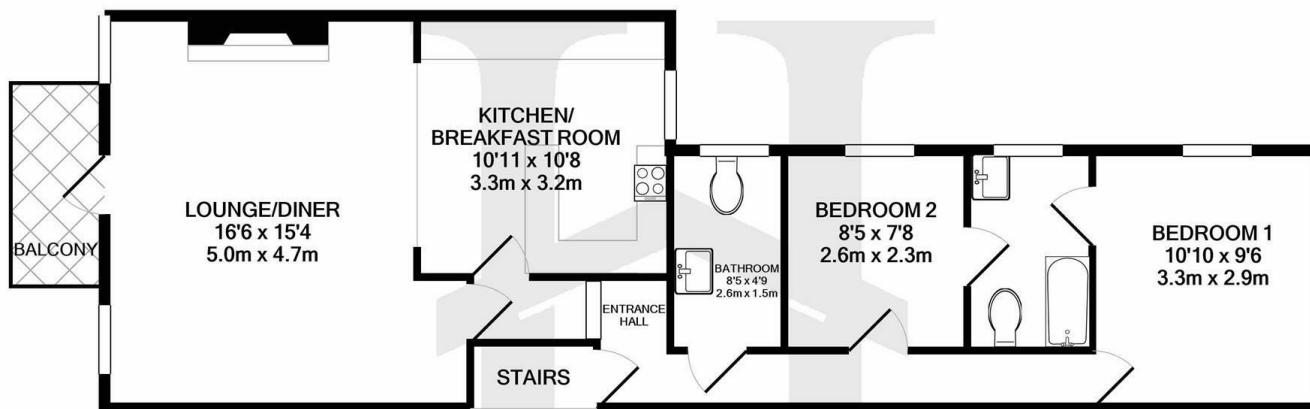 KITCHEN/
BREAKFAST ROOM
10'11 x 10'8
3.3m x 3.2m
LOUNGE/DINER
16'6 x 15'4
5.0m x 4.7m
BALCONY
BEDROOM 2
8'5 x 7'8
2.6m x 2.3m
BEDROOM 1
10'10 x 9'6
3.3m x 2.9m
BATHROOM
8'5 x 4'9
2.6m x 1.5m
ENTRANCE
HALL
STAIRS